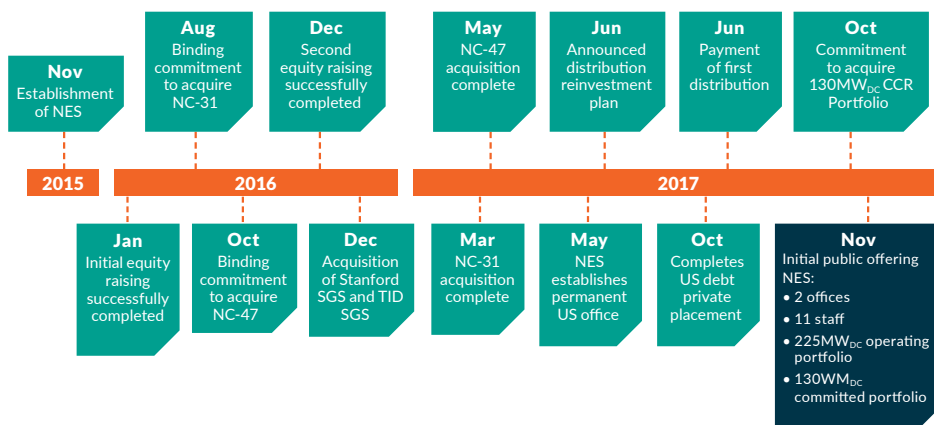 Nov
Establishment
of NES
Aug
Binding
commitment
to acquire
NC-31
Dec
Second
equity raising
successfully
completed
May
NC-47
acquisition
complete
Jun
Announced
distribution
reinvestment
plan
Jun
Payment
of first
distribution
Oct
Commitment
to acquire
130MWDC CCR
Portfolio
2015
2016
2017
Jan
Initial equity
raising
successfully
completed
Oct
Binding
commitment
to acquire
NC-47
Dec
Acquisition
of Stanford
SGS and TID
SGS
Mar
NC-31
acquisition
complete
May
NES
establishes
permanent
US office
Oct
Completes
US debt
private
placement
Nov
Initial public offering
NES:
• 2 offices
• 11 staff
• 225MWDC operating
portfolio
• 130WMDC
committed portfolio